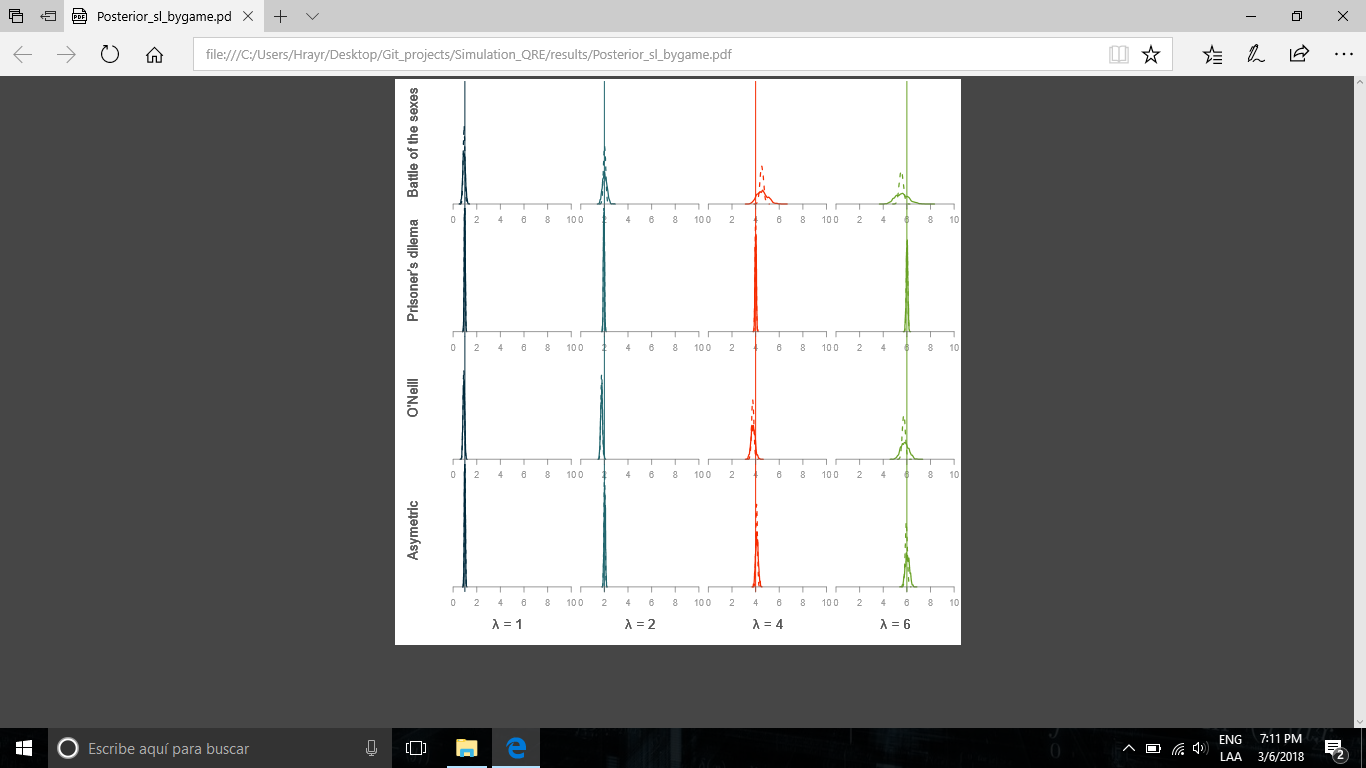 Posterior_sl_bygame.pd
file:///C:/Users/Hrayr/Desktop/Git_projects/Simulation_QRE/results/Posterior_sl_bygame.pdf
Battle of the sexes
0 2 4 6 8 10 0 2 4 6 8 10 0 2 4 6 8 10 0 2 4 6 8 10
Prisoner's dilema
0 2 4 6 8 10 0 2 4 6 8 10 0 2 4 6 8 10 0 2 4 6 8 10
O'Neill
0 2 4 6 8 10 0 2 4 6 8 10 0 2 4 6 8 10 0 2 4 6 8 10
Asymetric
0 2 4 6 8 10 0 2 4 6 8 10 0 2 4 6 8 10 0 2 4 6 8 10
λ = 1 λ = 2 λ = 4 λ = 6
Escribe aquí para buscar
ENG 7:11 PM
LAA 3/6/2018
2